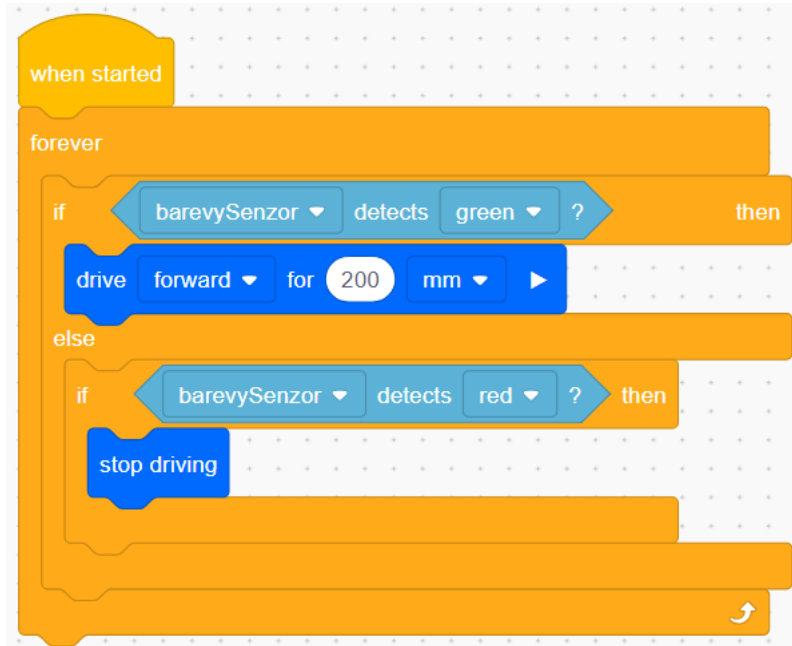 when started
forever
if barevySenzor detects green ? then
drive forward for 200 mm
else
if barevySenzor detects red ? then
stop driving